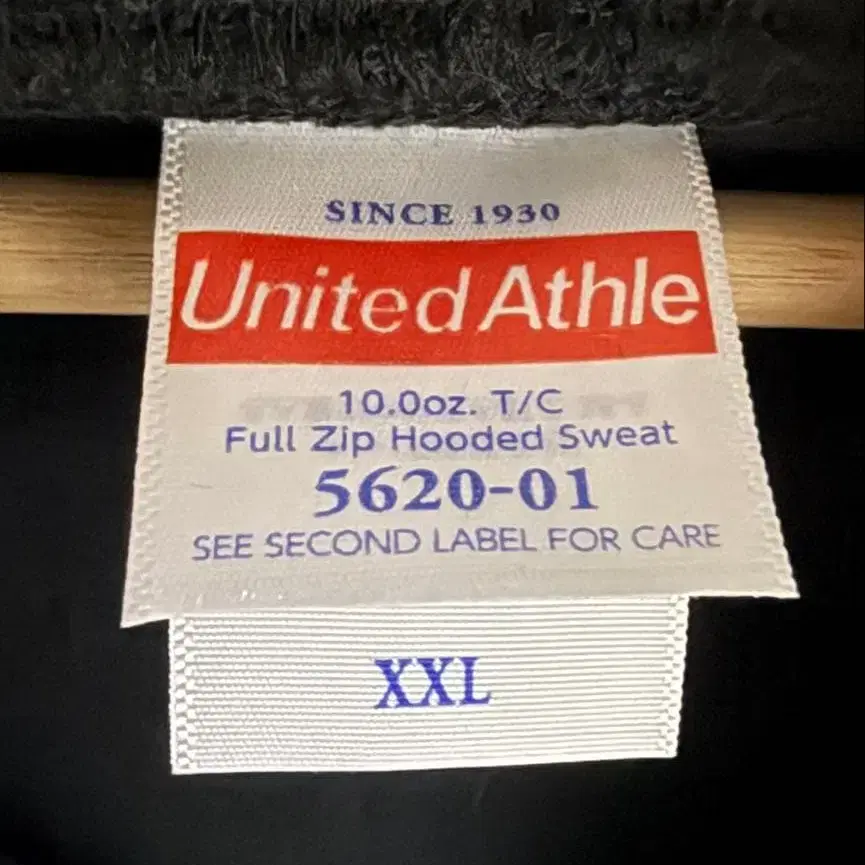 SINCE 1930
United Athle
10.0oz. T/C
Full Zip Hooded Sweat
5620-01
SEE SECOND LABEL FOR CARE
XXL